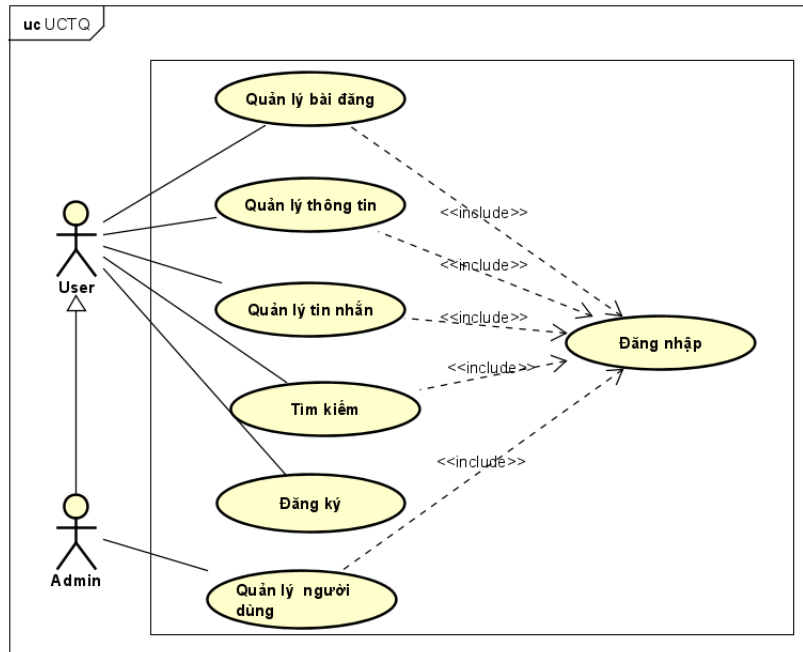 uc UCTQ
Quản lý bài đăng
<<include>>
Quản lý thông tin
<<include>>
User
Quản lý tin nhắn
<<include>>
Đăng nhập
<<include>>
Tìm kiếm
<<include>>
Đăng ký
Admin
Quản lý người
dùng